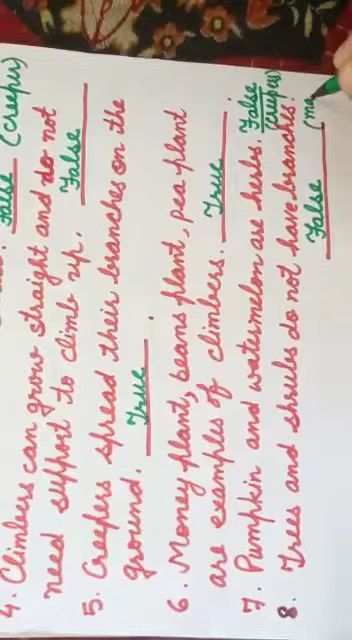 False (creeper)
4. Climbers can grow straight and do not
need support to climb up. False
5. Creepers spread their branches on the
ground. True.
6. Money plant, beans plant, pea plant
are examples of climbers. True
7. Pumpkin and watermelon are herbs. False
(creepers)
8. Trees and shrubs do not have branches.
False (ma